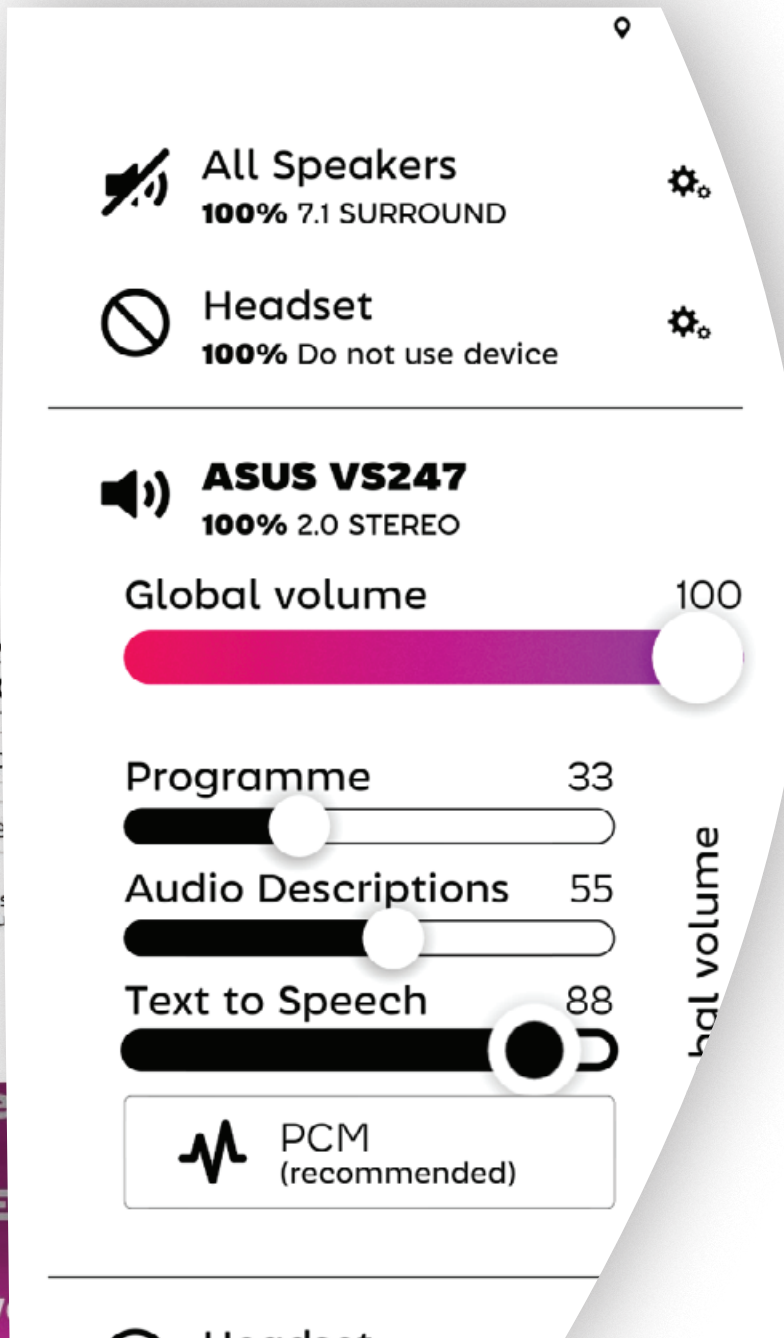 All Speakers
100% 7.1 SURROUND
Headset
100% Do not use device
ASUS VS247
100% 2.0 STEREO
Global volume
100
Programme
33
Audio Descriptions
55
Text to Speech
88
volume
PCM
(recommended)